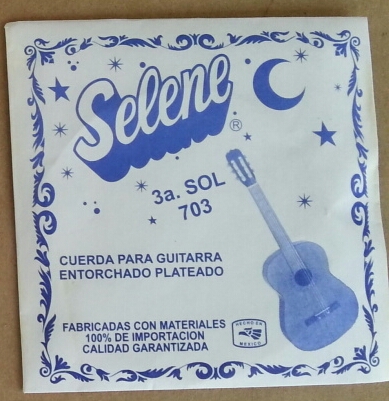 Selene
®
3a. SOL
703
CUERDA PARA GUITARRA
ENTORCHADO PLATEADO
FABRICADAS CON MATERIALES
100% DE IMPORTACION
CALIDAD GARANTIZADA
HECHO EN
MEXICO